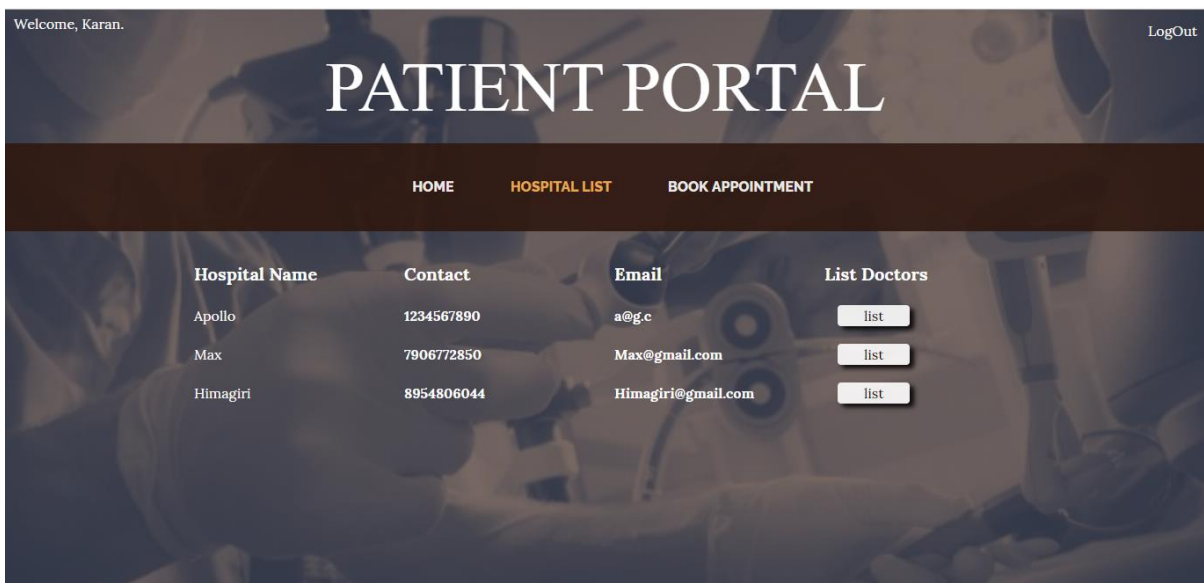 Welcome, Karan.
LogOut
PATIENT PORTAL
HOME HOSPITAL LIST BOOK APPOINTMENT
Hospital Name Contact Email List Doctors
Apollo 1234567890 a@g.c list
Max 7906772850 Max@gmail.com list
Himagiri 8954806044 Himagiri@gmail.com list